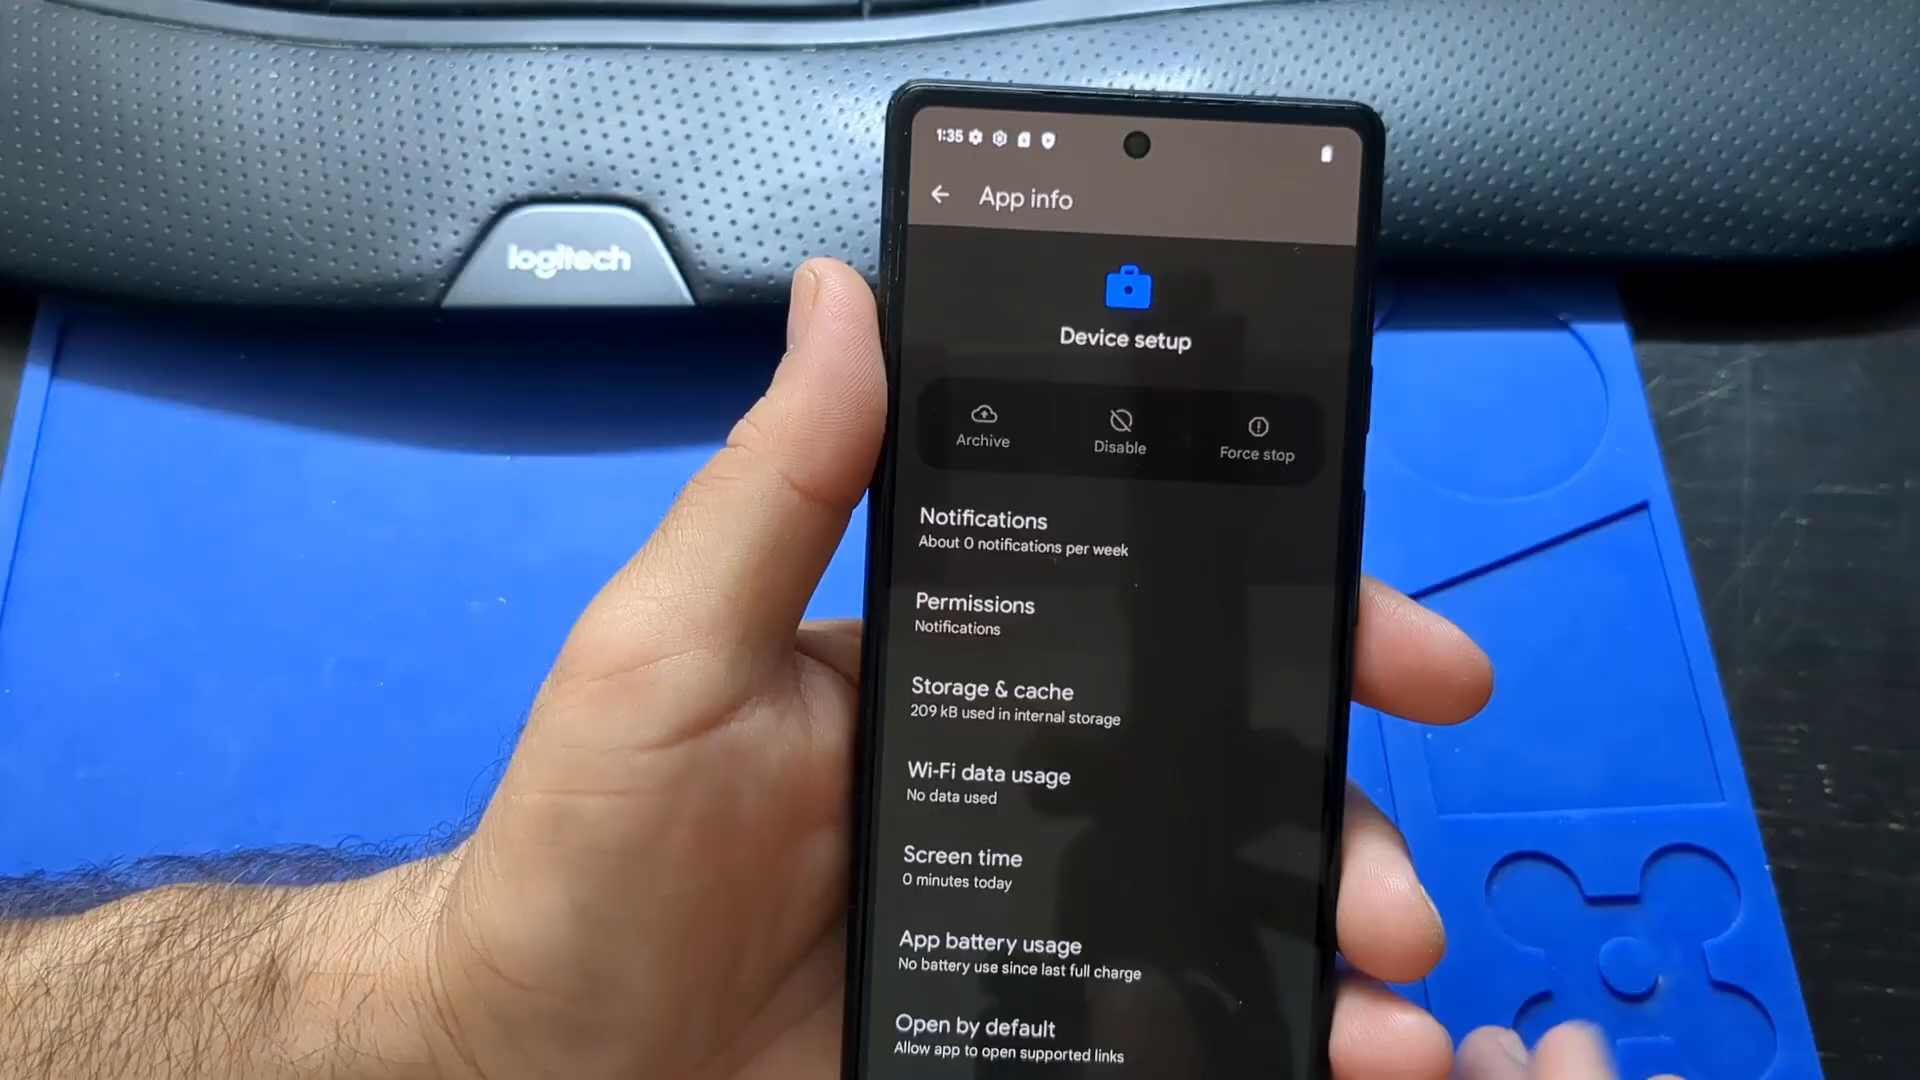 logitech
1:35
App info
Device setup
Archive
Disable
Force stop
Notifications
About 0 notifications per week
Permissions
Notifications
Storage & cache
209 kB used in internal storage
Wi-Fi data usage
No data used
Screen time
0 minutes today
App battery usage
No battery use since last full charge
Open by default
Allow app to open supported links